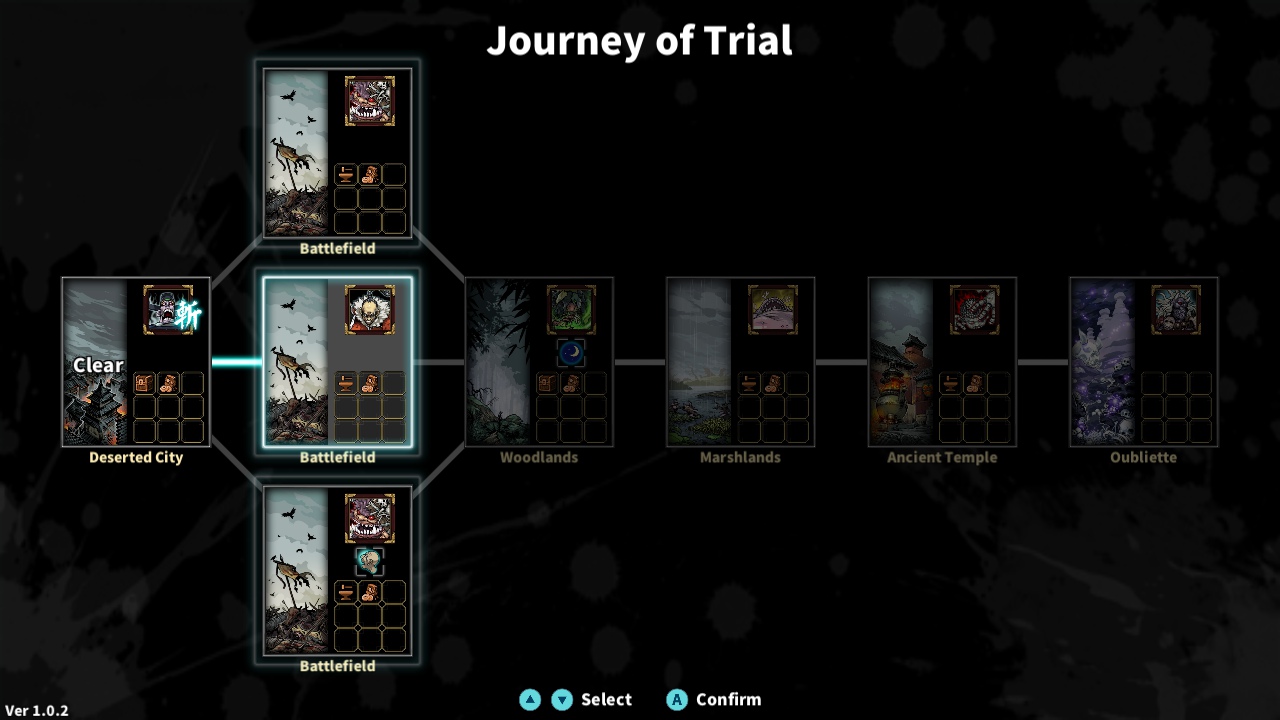 Journey of Trial
Battlefield
斬
Clear
Deserted City
Battlefield
Woodlands
Marshlands
Ancient Temple
Oubliette
Battlefield
Select
A Confirm
Ver 1.0.2